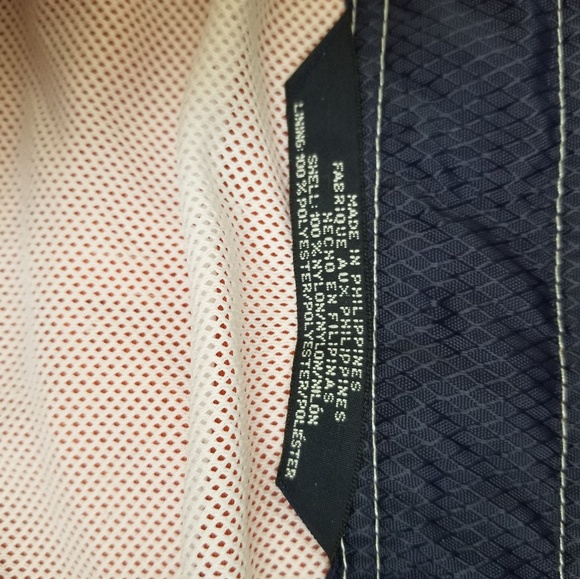 MADE IN PHILIPPINES
FABRIQUE AUX PHILIPPINES
HECHO EN FILIPINAS
SHELL: 100 % NYLON/NYLON/NILÓN
LINING: 100 % POLYESTER/POLYESTER/POLIÉSTER